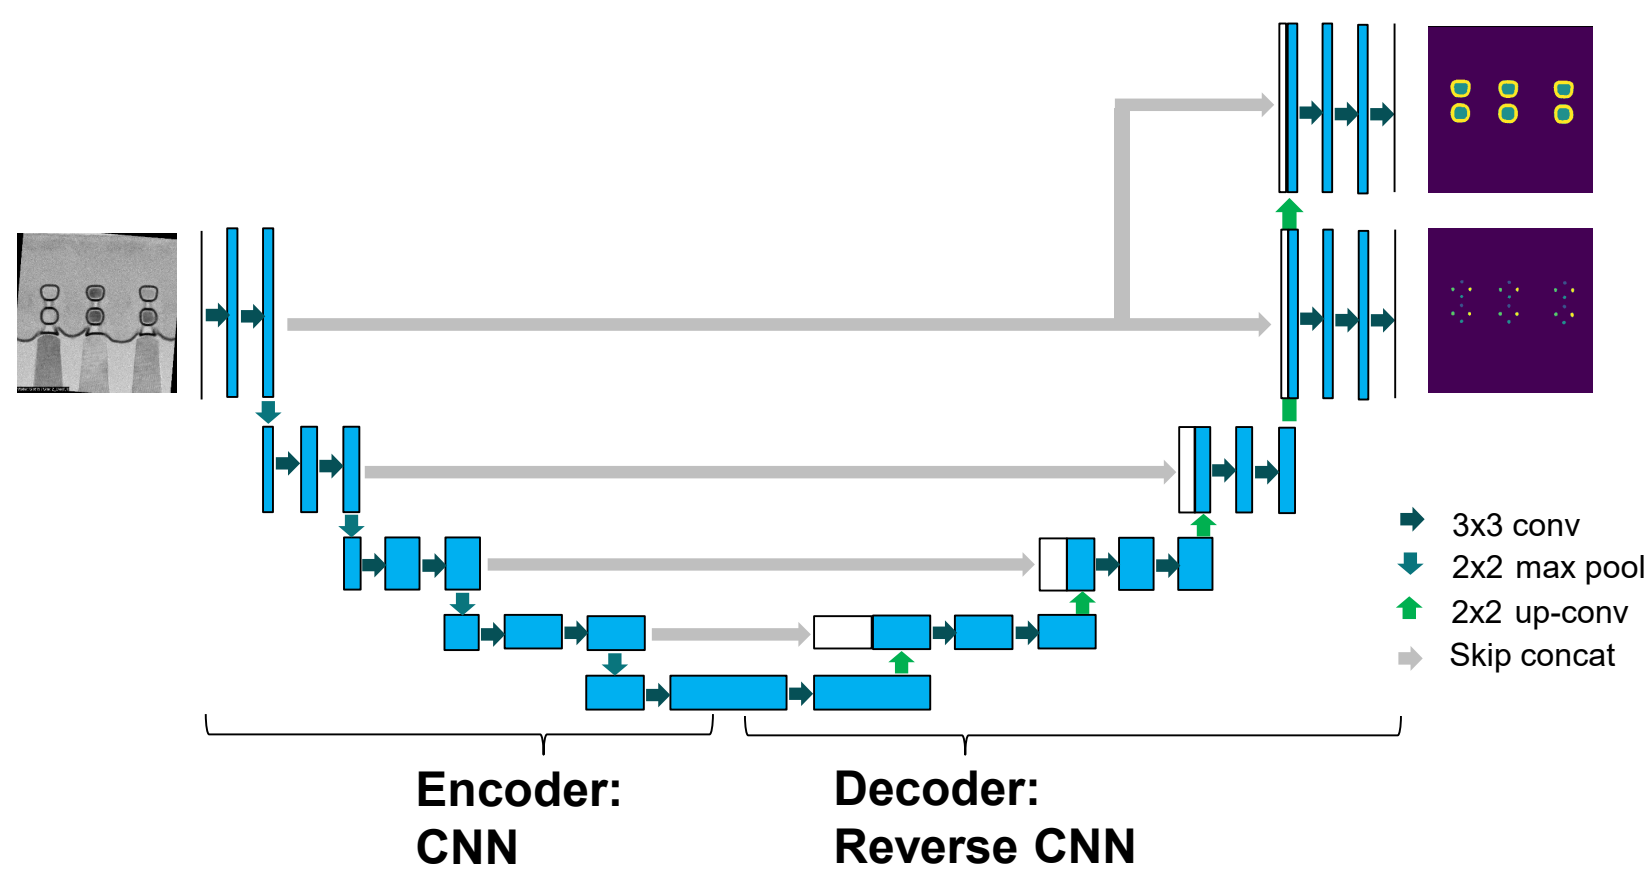 3x3 conv
2x2 max pool
2x2 up-conv
Skip concat
Encoder:
CNN
Decoder:
Reverse CNN